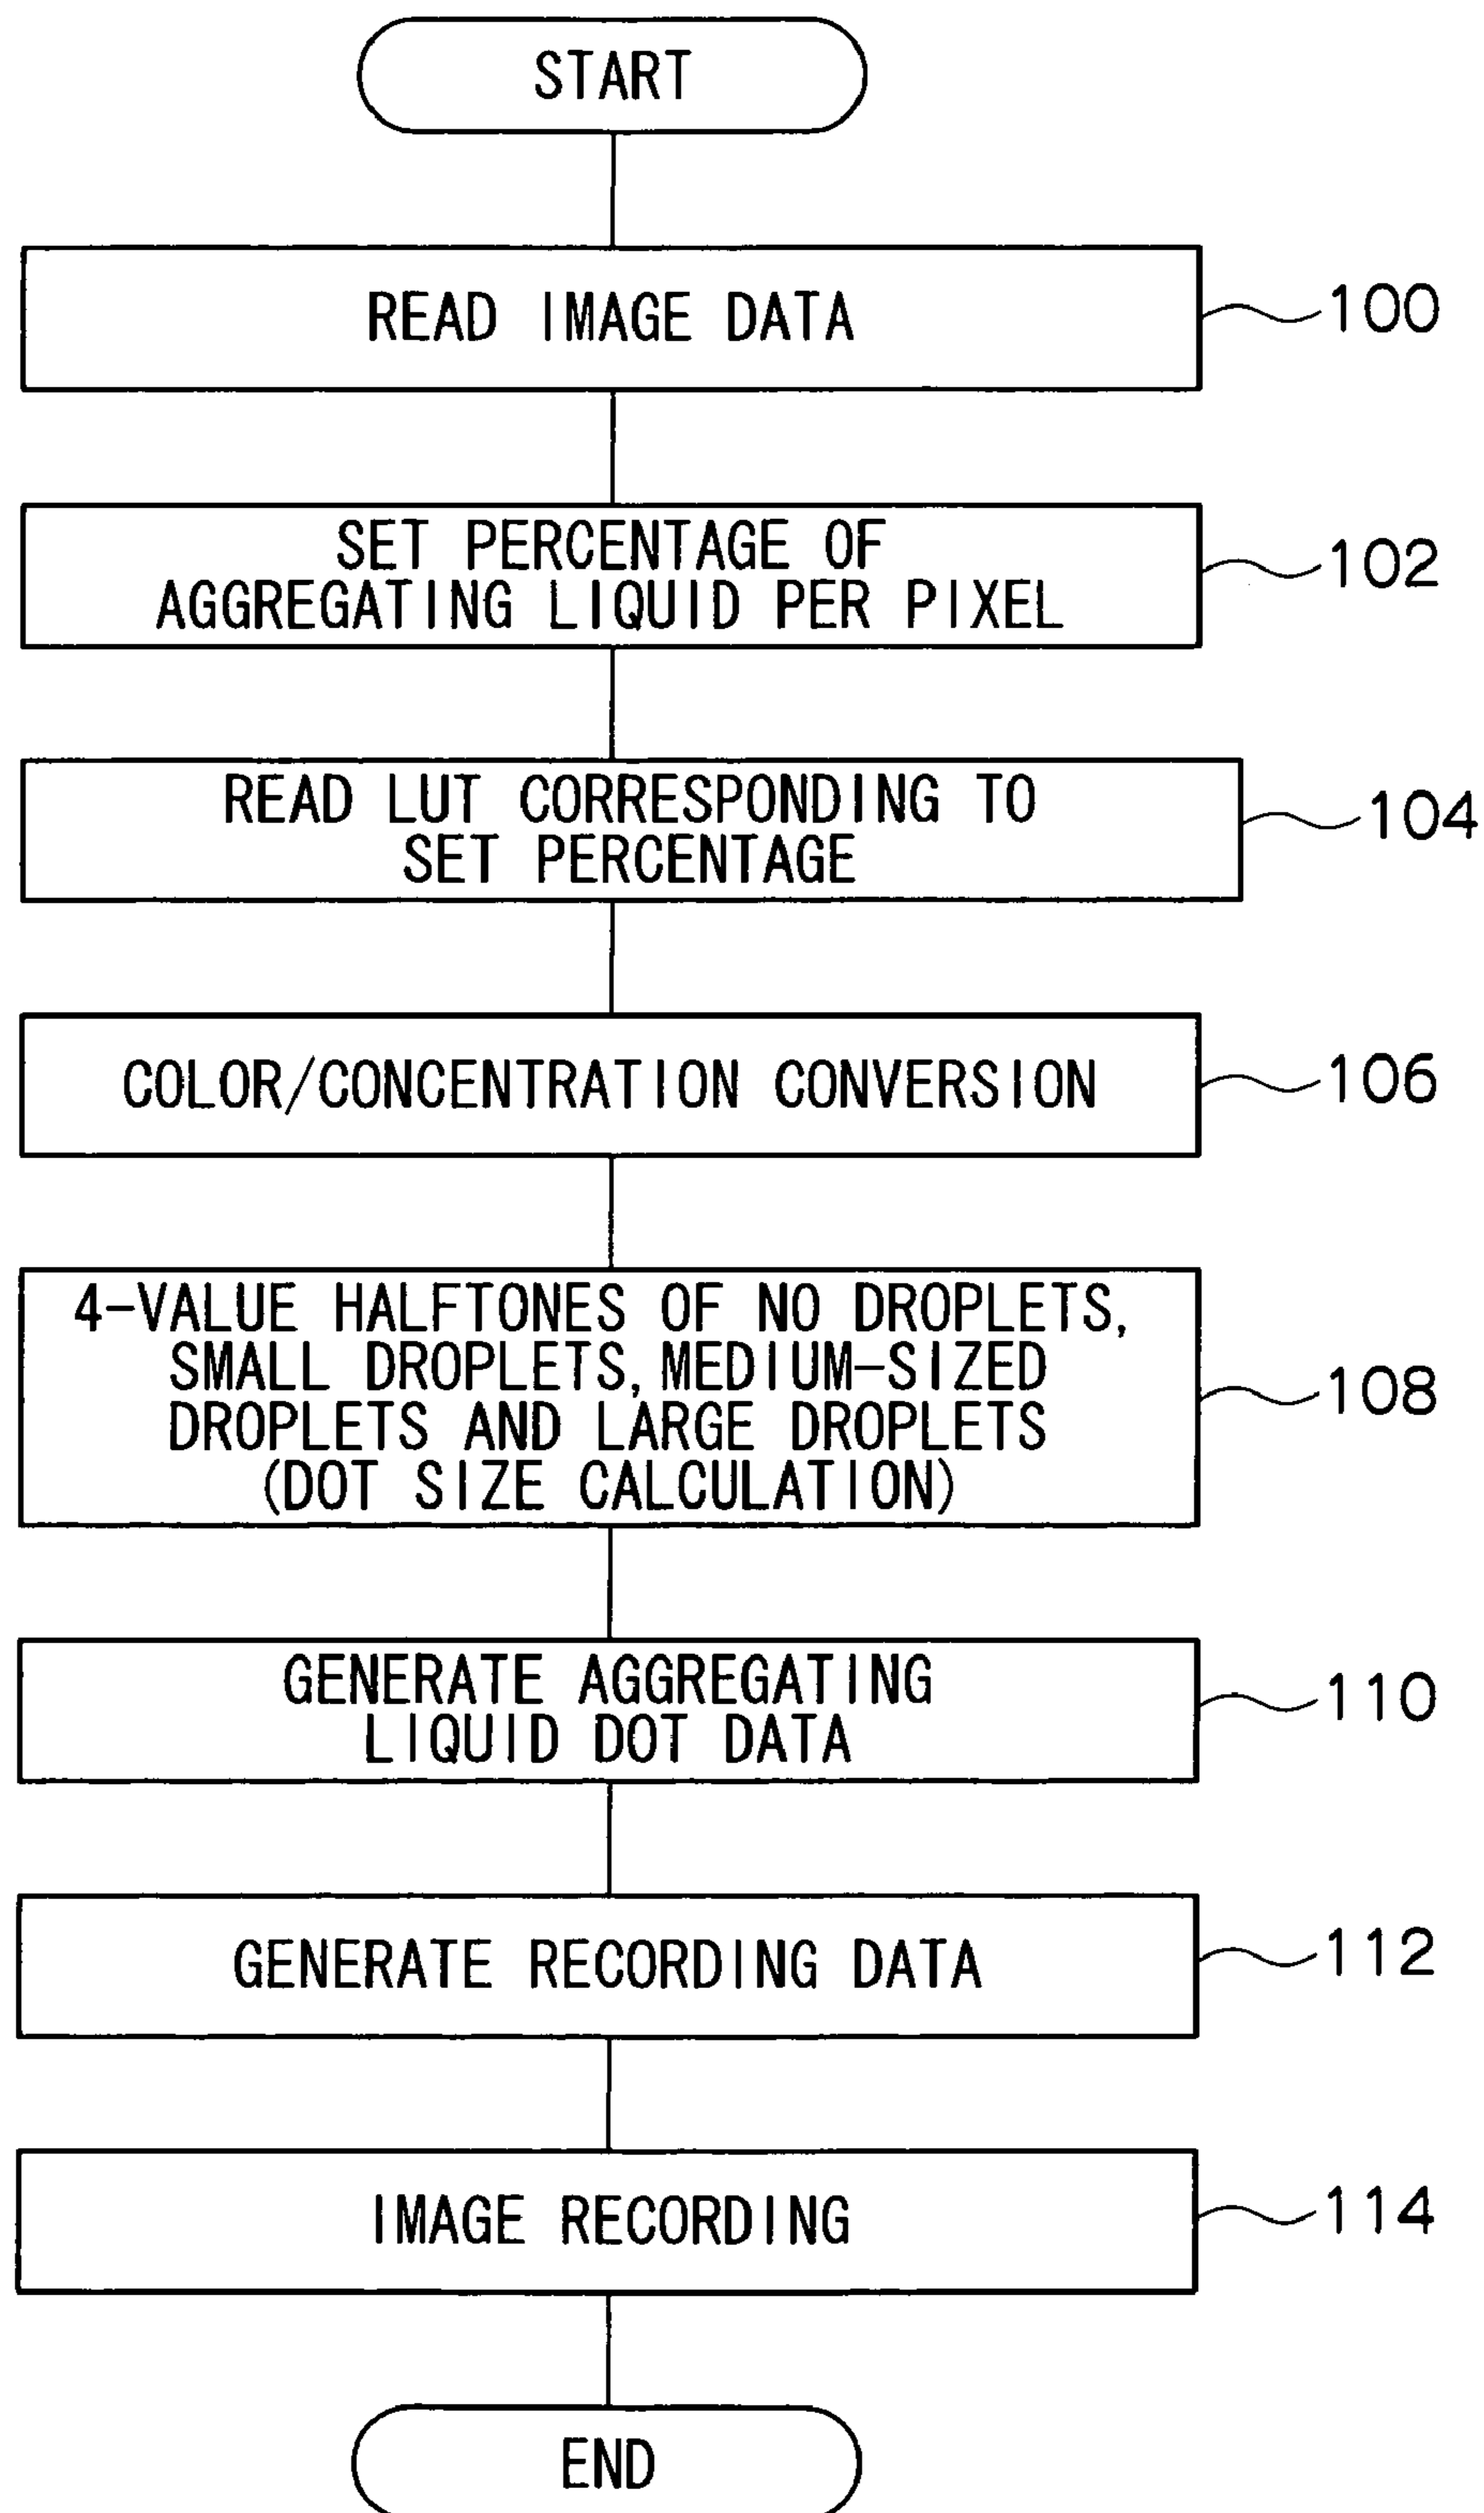 START
READ IMAGE DATA
100
SET PERCENTAGE OF
AGGREGATING LIQUID PER PIXEL
102
READ LUT CORRESPONDING TO
SET PERCENTAGE
104
COLOR/CONCENTRATION CONVERSION
106
4-VALUE HALFTONES OF NO DROPLETS,
SMALL DROPLETS, MEDIUM-SIZED
DROPLETS AND LARGE DROPLETS
(DOT SIZE CALCULATION)
108
GENERATE AGGREGATING
LIQUID DOT DATA
110
GENERATE RECORDING DATA
112
IMAGE RECORDING
114
END